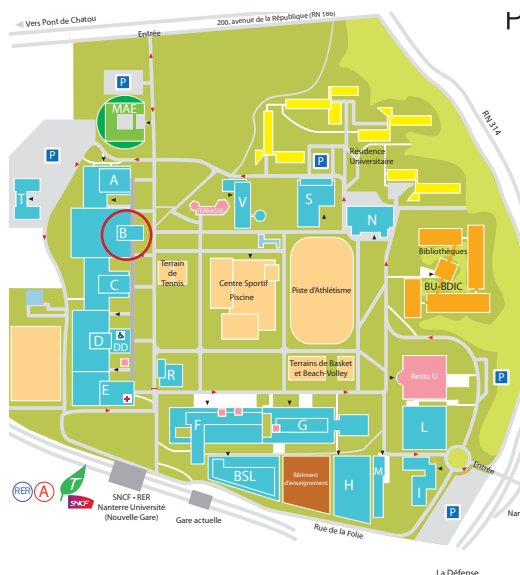 Vers Pont de Chatou
200, avenue de la République (RN 186)
Entrée
P
MAE
RN 314
P
P
Résidence
Universitaire
A
T
V
S
TERRASSE
N
B
Bibliothèques
BU-BDIC
Terrain
de
Tennis
Centre Sportif
Piscine
Piste d'Athlétisme
C
D
DD
Terrains de Basket
et Beach-Volley
Resto U
P
R
E
F
G
L
BSL
Bâtiment
d'enseignement
H
M
I
Entrée
RER
A
T
SNCF
SNCF • RER
Nanterre Université
(Nouvelle Gare)
Gare actuelle
Rue de la Folie
P
La Défense